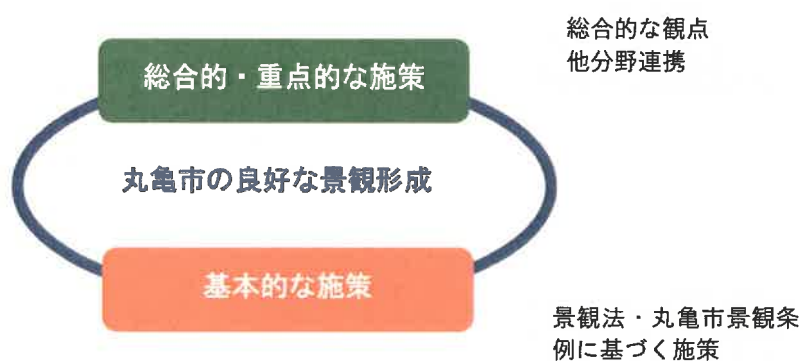 総合的な観点
他分野連携
総合的・重点的な施策
丸亀市の良好な景観形成
基本的な施策
景観法・丸亀市景観条
例に基づく施策